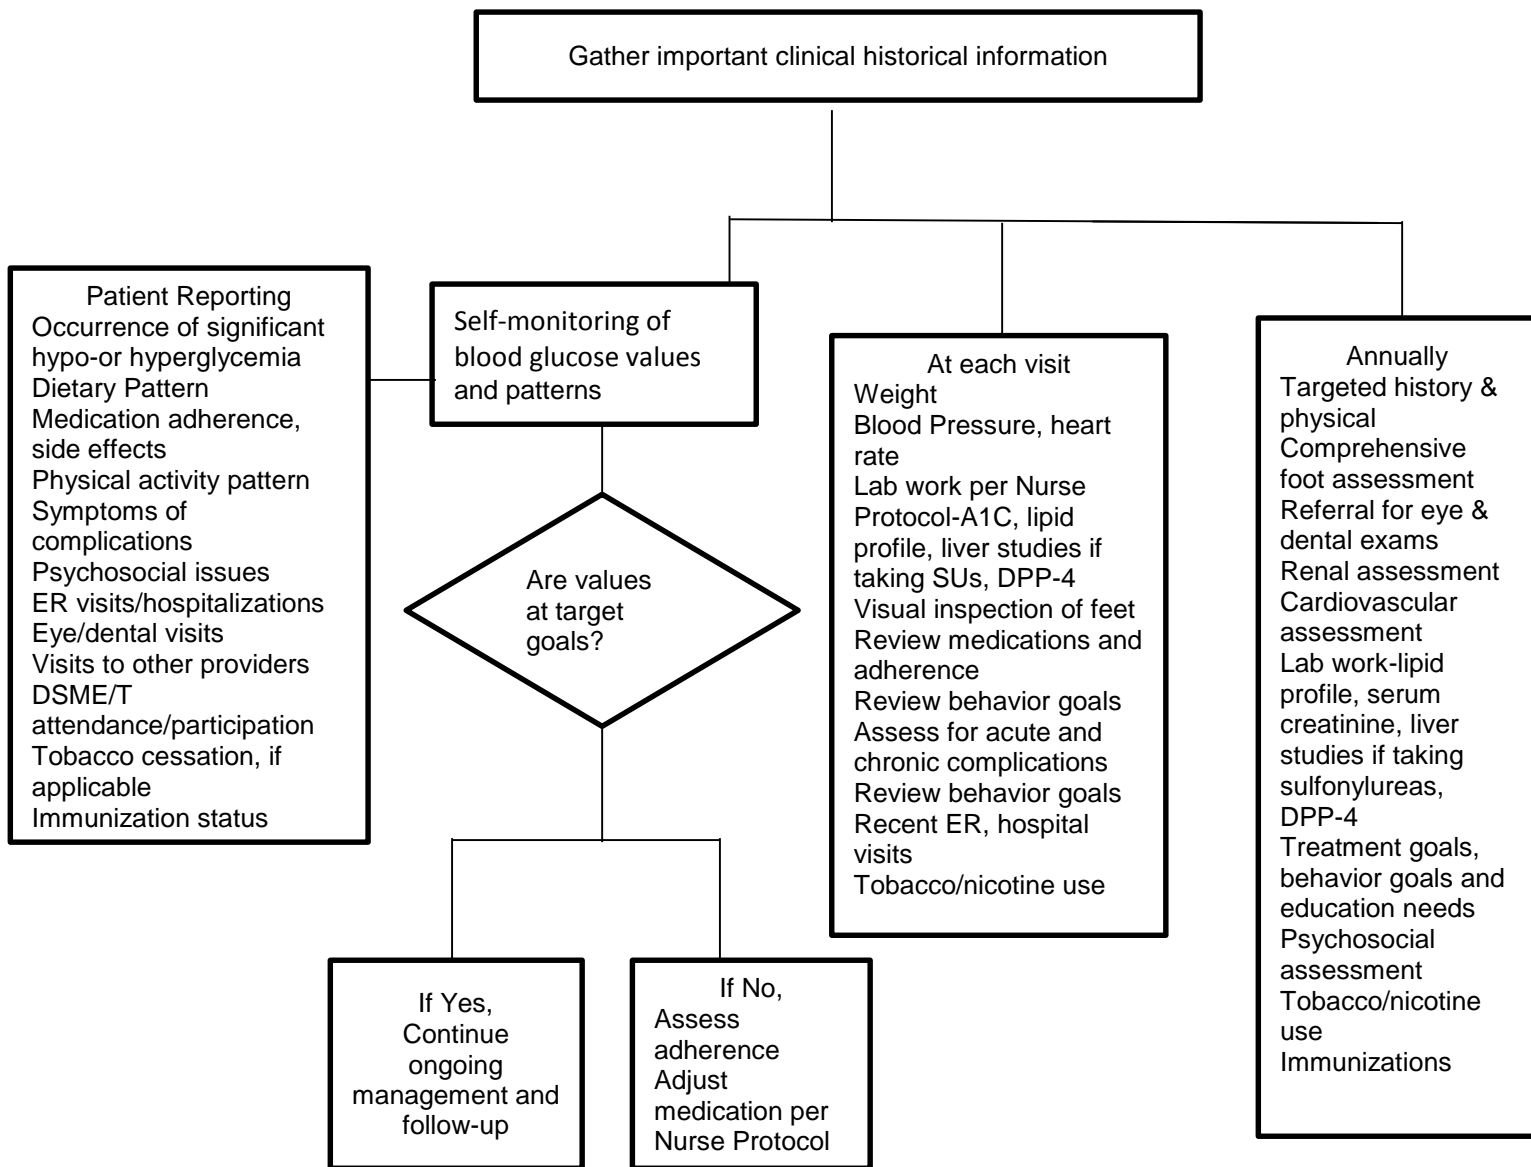 Gather important clinical historical information
Patient Reporting
Occurrence of significant
hypo-or hyperglycemia
Dietary Pattern
Medication adherence,
side effects
Physical activity pattern
Symptoms of
complications
Psychosocial issues
ER visits/hospitalizations
Eye/dental visits
Visits to other providers
DSME/T
attendance/participation
Tobacco cessation, if
applicable
Immunization status
Self-monitoring of
blood glucose values
and patterns
Are values
at target
goals?
If Yes,
Continue
ongoing
management and
follow-up
If No,
Assess
adherence
Adjust
medication per
Nurse Protocol
At each visit
Weight
Blood Pressure, heart
rate
Lab work per Nurse
Protocol-A1C, lipid
profile, liver studies if
taking SUs, DPP-4
Visual inspection of feet
Review medications and
adherence
Review behavior goals
Assess for acute and
chronic complications
Review behavior goals
Recent ER, hospital
visits
Tobacco/nicotine use
Annually
Targeted history &
physical
Comprehensive
foot assessment
Referral for eye &
dental exams
Renal assessment
Cardiovascular
assessment
Lab work-lipid
profile, serum
creatinine, liver
studies if taking
sulfonylureas,
DPP-4
Treatment goals,
behavior goals and
education needs
Psychosocial
assessment
Tobacco/nicotine
use
Immunizations